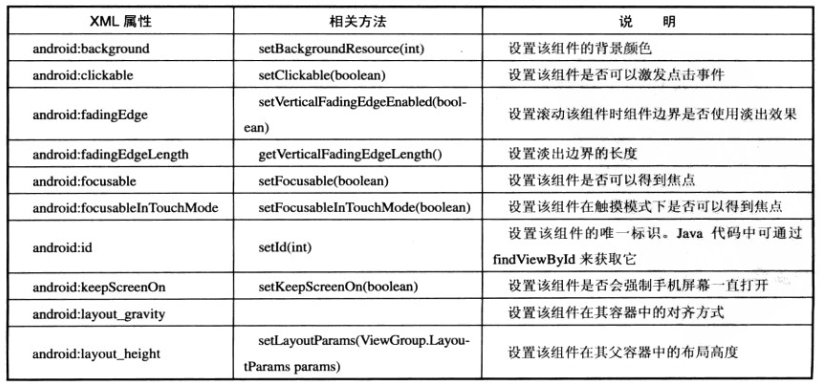 XML 属性 相关方法 说 明
android:background setBackgroundResource(int) 设置该组件的背景颜色
android:clickable setClickable(boolean) 设置该组件是否可以激发点击事件
android:fadingEdge setVerticalFadingEdgeEnabled(bool-
ean) 设置滚动该组件时组件边界是否使用淡出效果
android:fadingEdgeLength getVerticalFadingEdgeLength() 设置淡出边界的长度
android:focusable setFocusable(boolean) 设置该组件是否可以得到焦点
android:focusableInTouchMode setFocusableInTouchMode(boolean) 设置该组件在触摸模式下是否可以得到焦点
android:id setId(int) 设置该组件的唯一标识。Java 代码中可通过
findViewById 来获取它
android:keepScreenOn setKeepScreenOn(boolean) 设置该组件是否会强制手机屏幕一直打开
android:layout_gravity 设置该组件在其容器中的对齐方式
android:layout_height setLayoutParams(ViewGroup.Layou-
tParams params) 设置该组件在其父容器中的布局高度